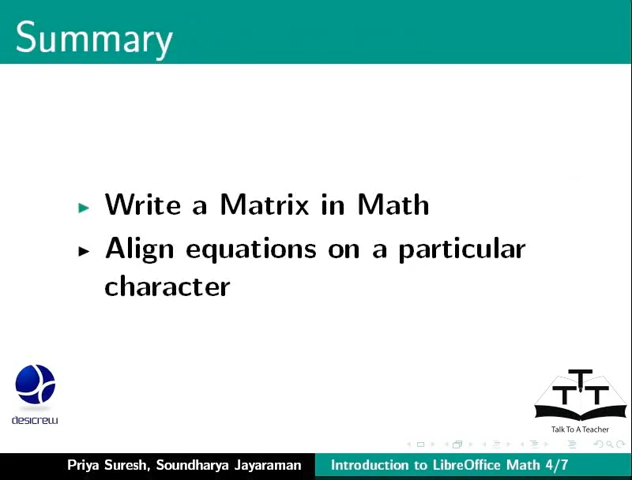 Summary
Write a Matrix in Math
Align equations on a particular
character
desicrew
T T T
Talk To A Teacher
Priya Suresh, Soundharya Jayaraman
Introduction to LibreOffice Math 4/7